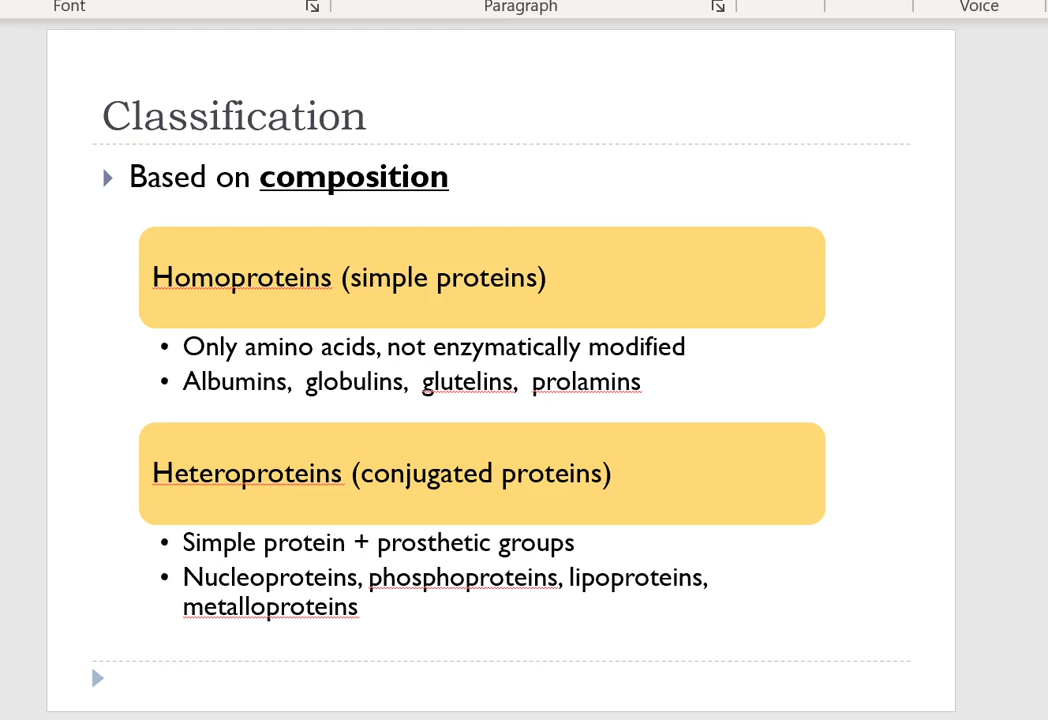 Font
Paragraph
Voice
Classification
Based on composition
Homoproteins (simple proteins)
• Only amino acids, not enzymatically modified
• Albumins, globulins, glutelins, prolamins
Heteroproteins (conjugated proteins)
• Simple protein + prosthetic groups
• Nucleoproteins, phosphoproteins, lipoproteins,
metalloproteins